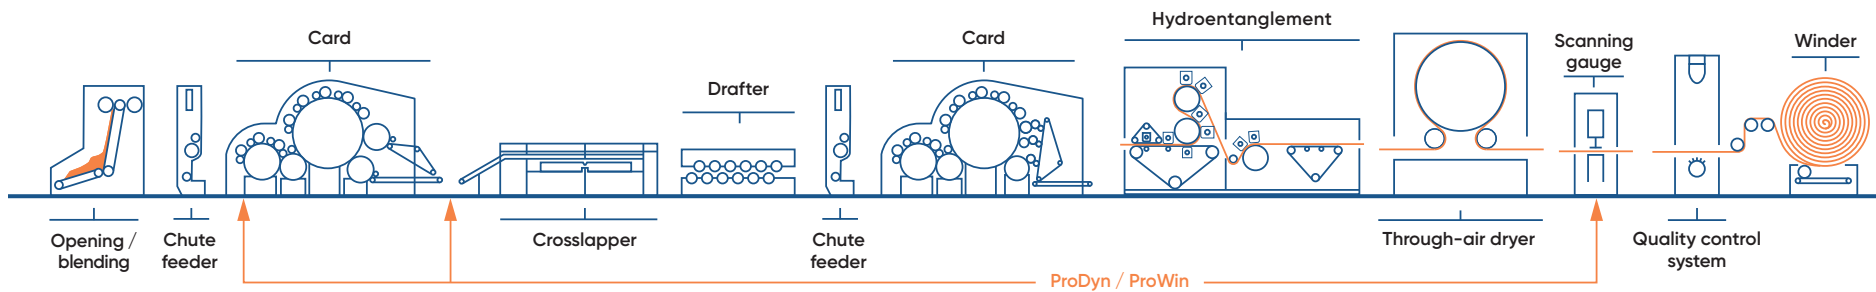 Card
Drafter
Card
Hydroentanglement
Scanning
gauge
Winder
Opening /
blending
Chute
feeder
Crosslapper
Chute
feeder
Through-air dryer
Quality control
system
ProDyn / ProWin